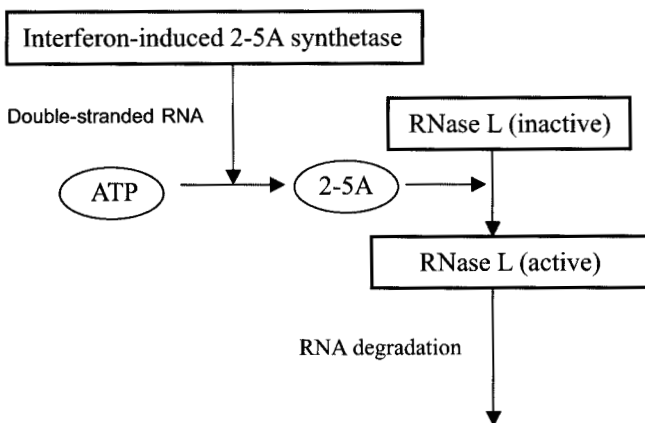 Interferon-induced 2-5A synthetase
Double-stranded RNA
RNase L (inactive)
ATP
2-5A
RNase L (active)
RNA degradation